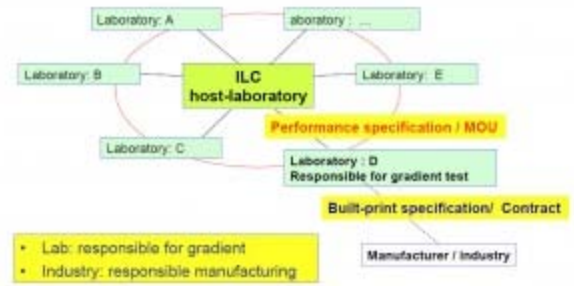 Laboratory: A
aboratory : ...
Laboratory: B
ILC
host-laboratory
Laboratory: E
Performance specification / MOU
Laboratory: C
Laboratory : D
Responsible for gradient test
Built-print specification/ Contract
Manufacturer / Industry
• Lab: responsible for gradient
• Industry: responsible manufacturing